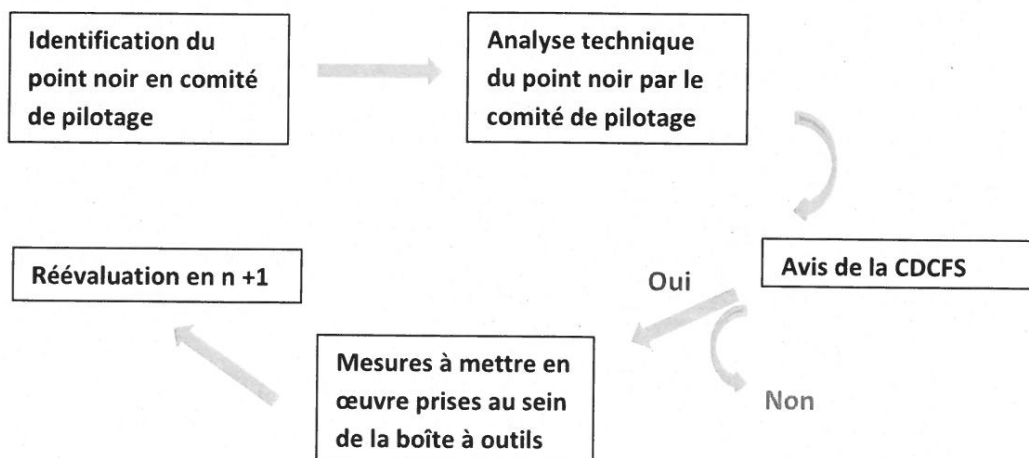 Identification du
point noir en comité
de pilotage
Analyse technique
du point noir par le
comité de pilotage
Avis de la CDCFS
Oui
Non
Mesures à mettre en
œuvre prises au sein
de la boîte à outils
Réévaluation en n +1